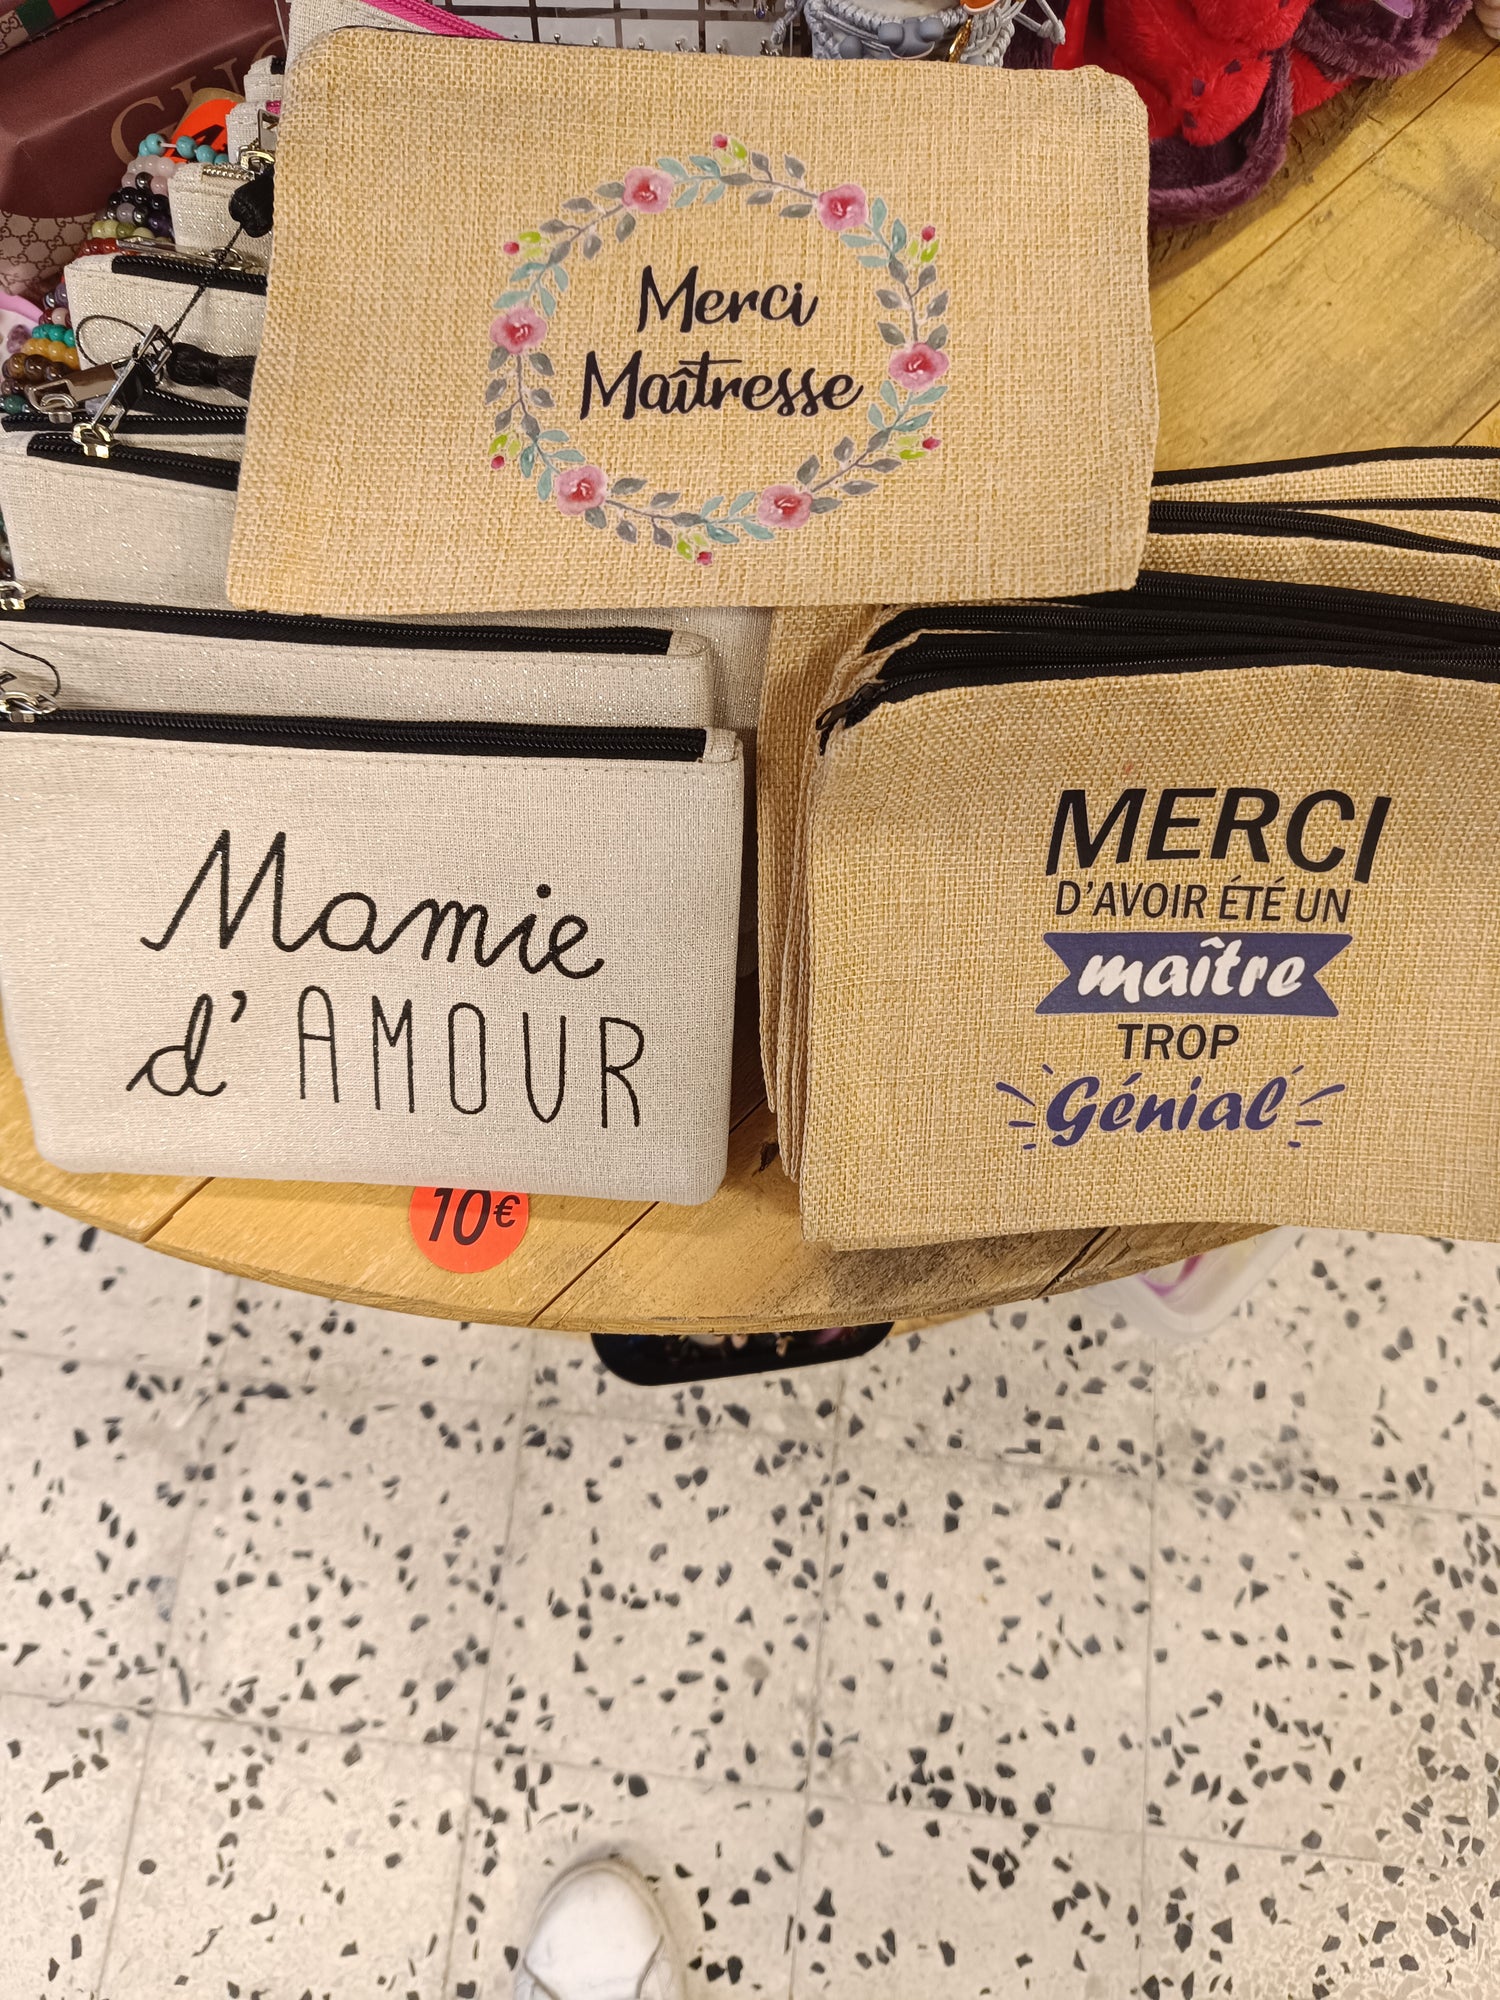 Merci
Maîtresse
Mamie
d'AMOUR
MERCI
D'AVOIR ÉTÉ UN
maître
TROP
Génial
10€